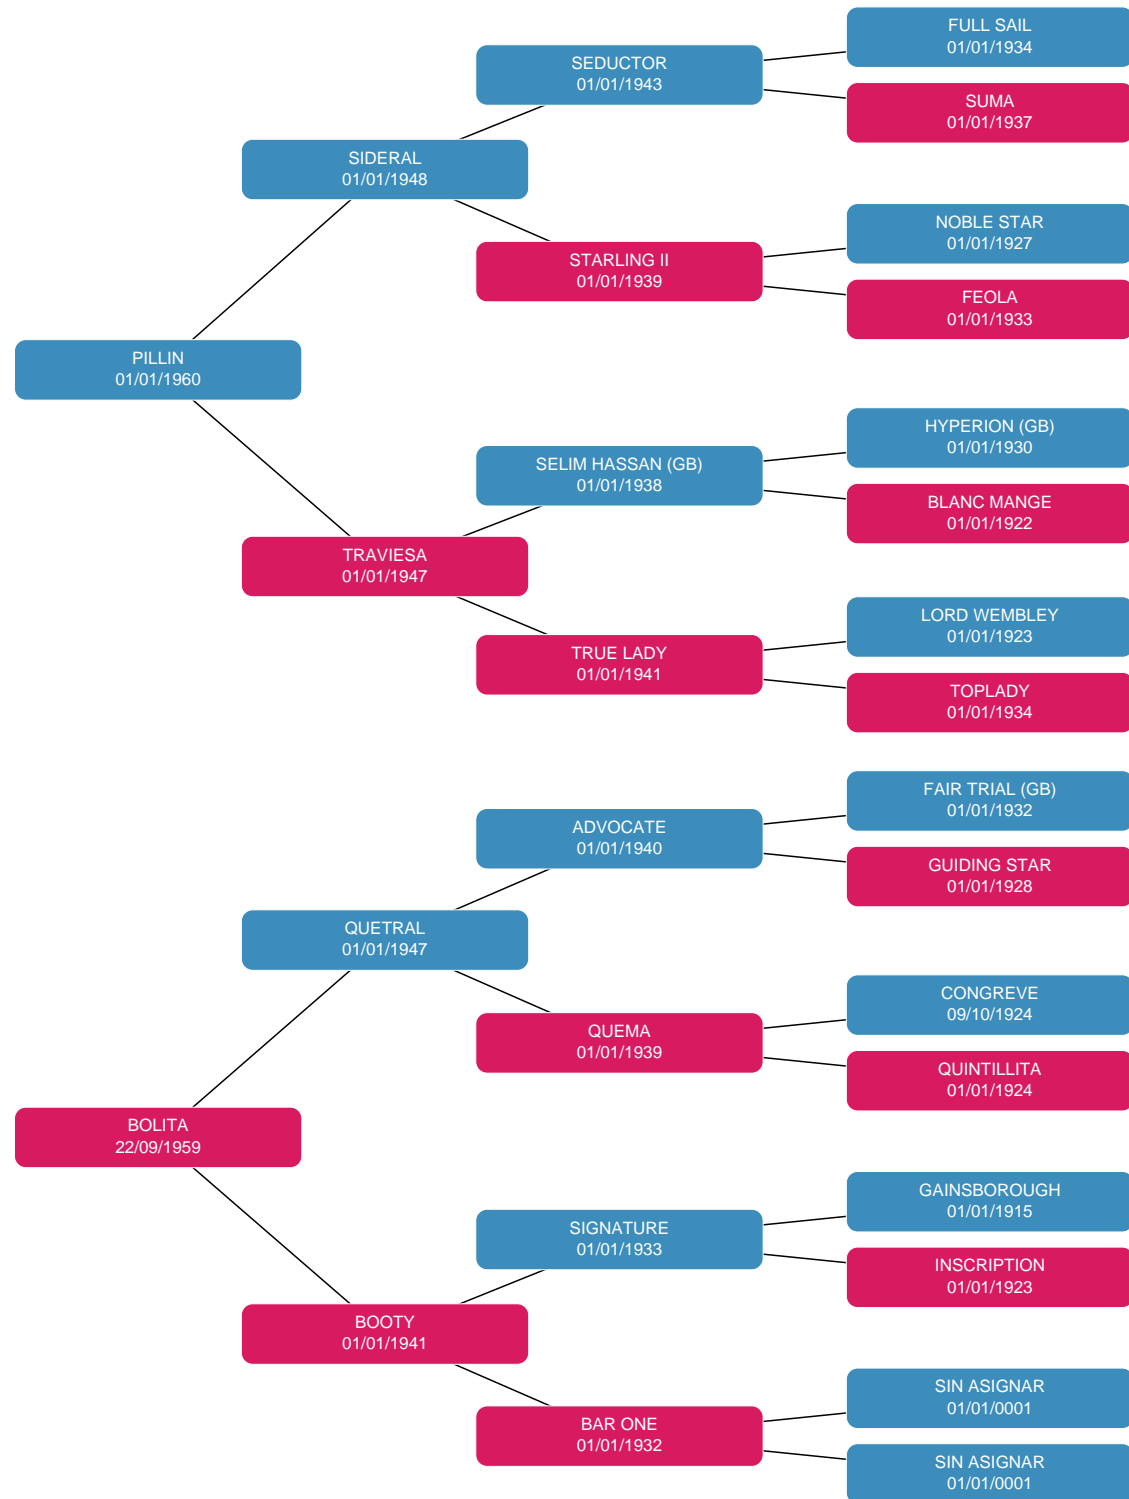 FULL SAIL
01/01/1934
SEDUCTOR
01/01/1943
SUMA
01/01/1937
SIDERAL
01/01/1948
NOBLE STAR
01/01/1927
STARLING II
01/01/1939
FEOLA
01/01/1933
PILLIN
01/01/1960
HYPERION (GB)
01/01/1930
SELIM HASSAN (GB)
01/01/1938
BLANC MANGE
01/01/1922
TRAVIESA
01/01/1947
LORD WEMBLEY
01/01/1923
TRUE LADY
01/01/1941
TOPLADY
01/01/1934
FAIR TRIAL (GB)
01/01/1932
ADVOCATE
01/01/1940
GUIDING STAR
01/01/1928
QUETRAL
01/01/1947
CONGREVE
09/10/1924
QUEMA
01/01/1939
QUINTILLITA
01/01/1924
BOLITA
22/09/1959
GAINSBOROUGH
01/01/1915
SIGNATURE
01/01/1933
INSCRIPTION
01/01/1923
BOOTY
01/01/1941
SIN ASIGNAR
01/01/0001
BAR ONE
01/01/1932
SIN ASIGNAR
01/01/0001